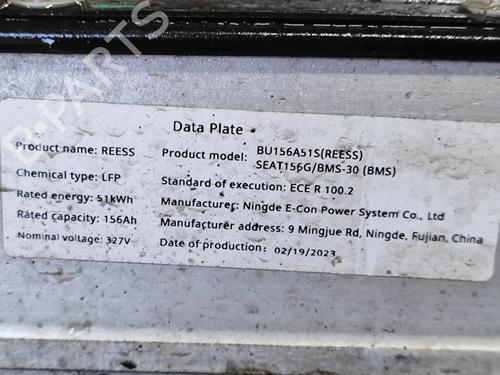 B-PARTS
Data Plate
Product name: REESS Product model: BU156A51S(REESS)
SEAT156G/BMS-30 (BMS)
Chemical type: LFP Standard of execution: ECE R 100.2
Rated energy: 51kWh Manufacturer: Ningde E-Con Power System Co., Ltd
Rated capacity: 156Ah Manufacturer address: 9 Mingjue Rd, Ningde, Fujian, China
Nominal voltage: 327V Date of production: 02/19/2023